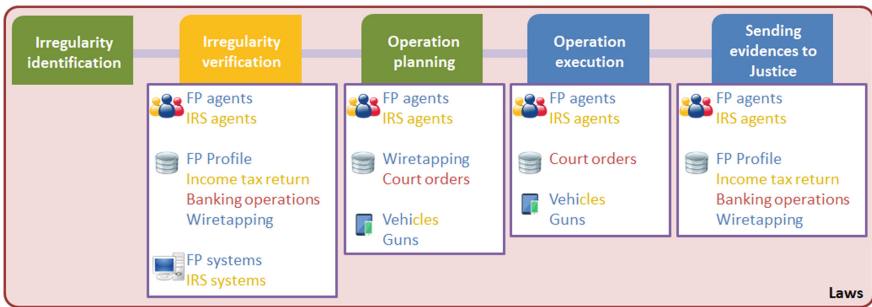 Irregularity
identification
Irregularity
verification
Operation
planning
Operation
execution
Sending
evidences to
Justice
FP agents
IRS agents
FP Profile
Income tax return
Banking operations
Wiretapping
FP systems
IRS systems
FP agents
IRS agents
Wiretapping
Court orders
Vehicles
Guns
FP agents
IRS agents
Court orders
Vehicles
Guns
FP agents
IRS agents
FP Profile
Income tax return
Banking operations
Wiretapping
Laws